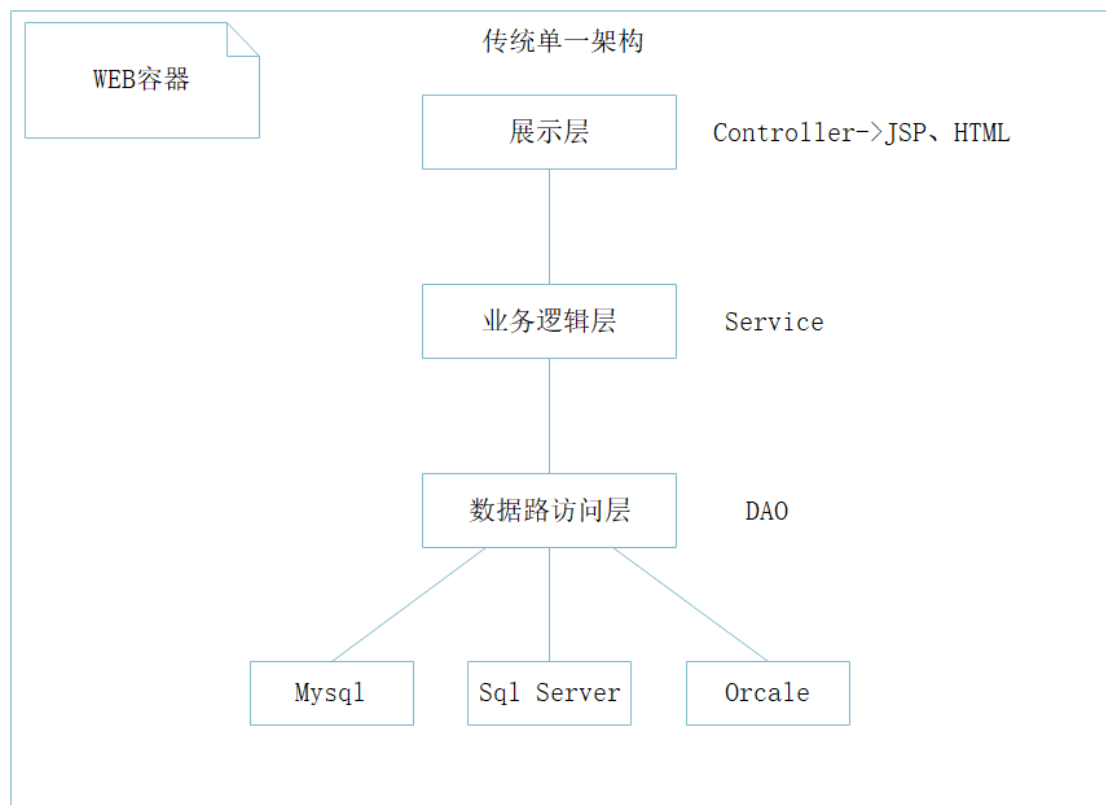 传统单一架构
WEB容器
展示层
Controller->JSP、HTML
业务逻辑层
Service
数据路访问层
DAO
Mysql
Sql Server
Orcale